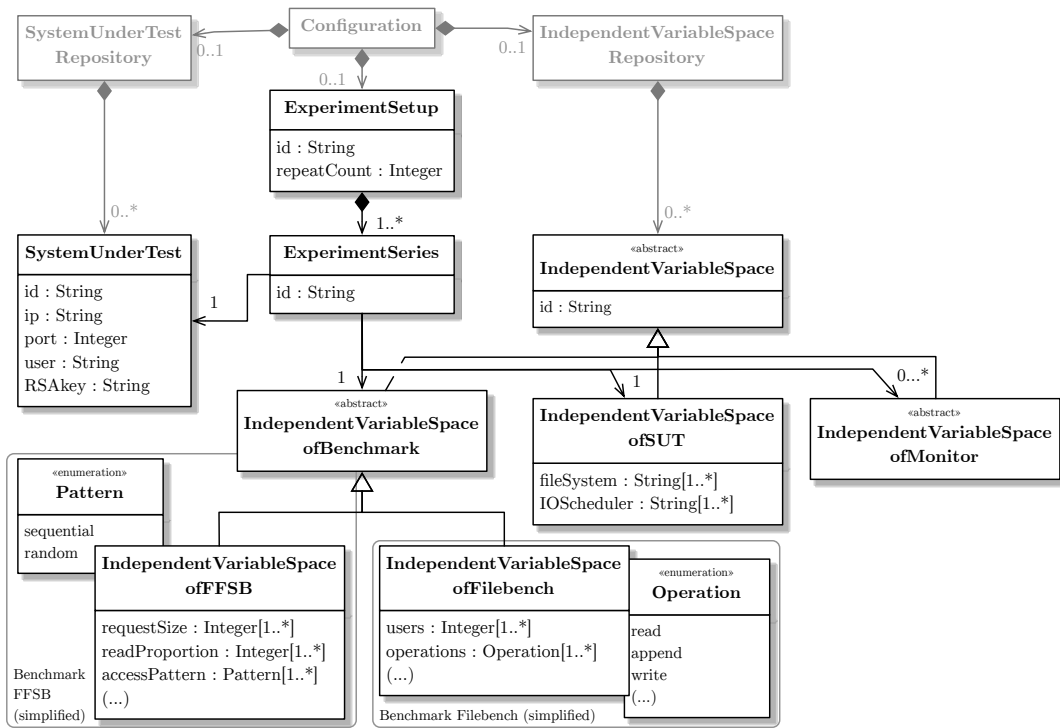 SystemUnderTest
Repository
Configuration
IndependentVariableSpace
Repository
0..1
0..1
0..1
ExperimentSetup
id : String
repeatCount : Integer
0..*
1..*
0..*
SystemUnderTest
id : String
ip : String
port : Integer
user : String
RSAkey : String
1
ExperimentSeries
id : String
«abstract»
IndependentVariableSpace
id : String
1
1
0...*
«abstract»
IndependentVariableSpace
ofBenchmark
IndependentVariableSpace
ofSUT
fileSystem : String[1..*]
IOScheduler : String[1..*]
«abstract»
IndependentVariableSpace
ofMonitor
«enumeration»
Pattern
sequential
random
IndependentVariableSpace
ofFFSB
requestSize : Integer[1..*]
readProportion : Integer[1..*]
accessPattern : Pattern[1..*]
(...)
Benchmark
FFSB
(simplified)
IndependentVariableSpace
ofFilebench
users : Integer[1..*]
operations : Operation[1..*]
(...)
«enumeration»
Operation
read
append
write
(...)
Benchmark Filebench (simplified)